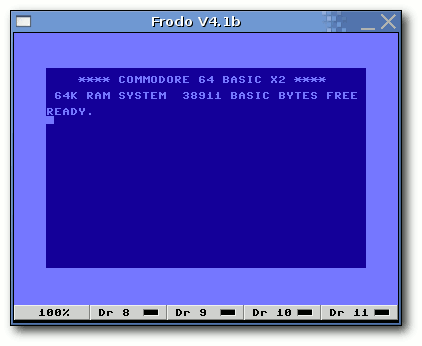 Frodo V4.1b
**** COMMODORE 64 BASIC X2 ****
64K RAM SYSTEM  38911 BASIC BYTES FREE
READY.
100% Dr 8 Dr 9 Dr 10 Dr 11